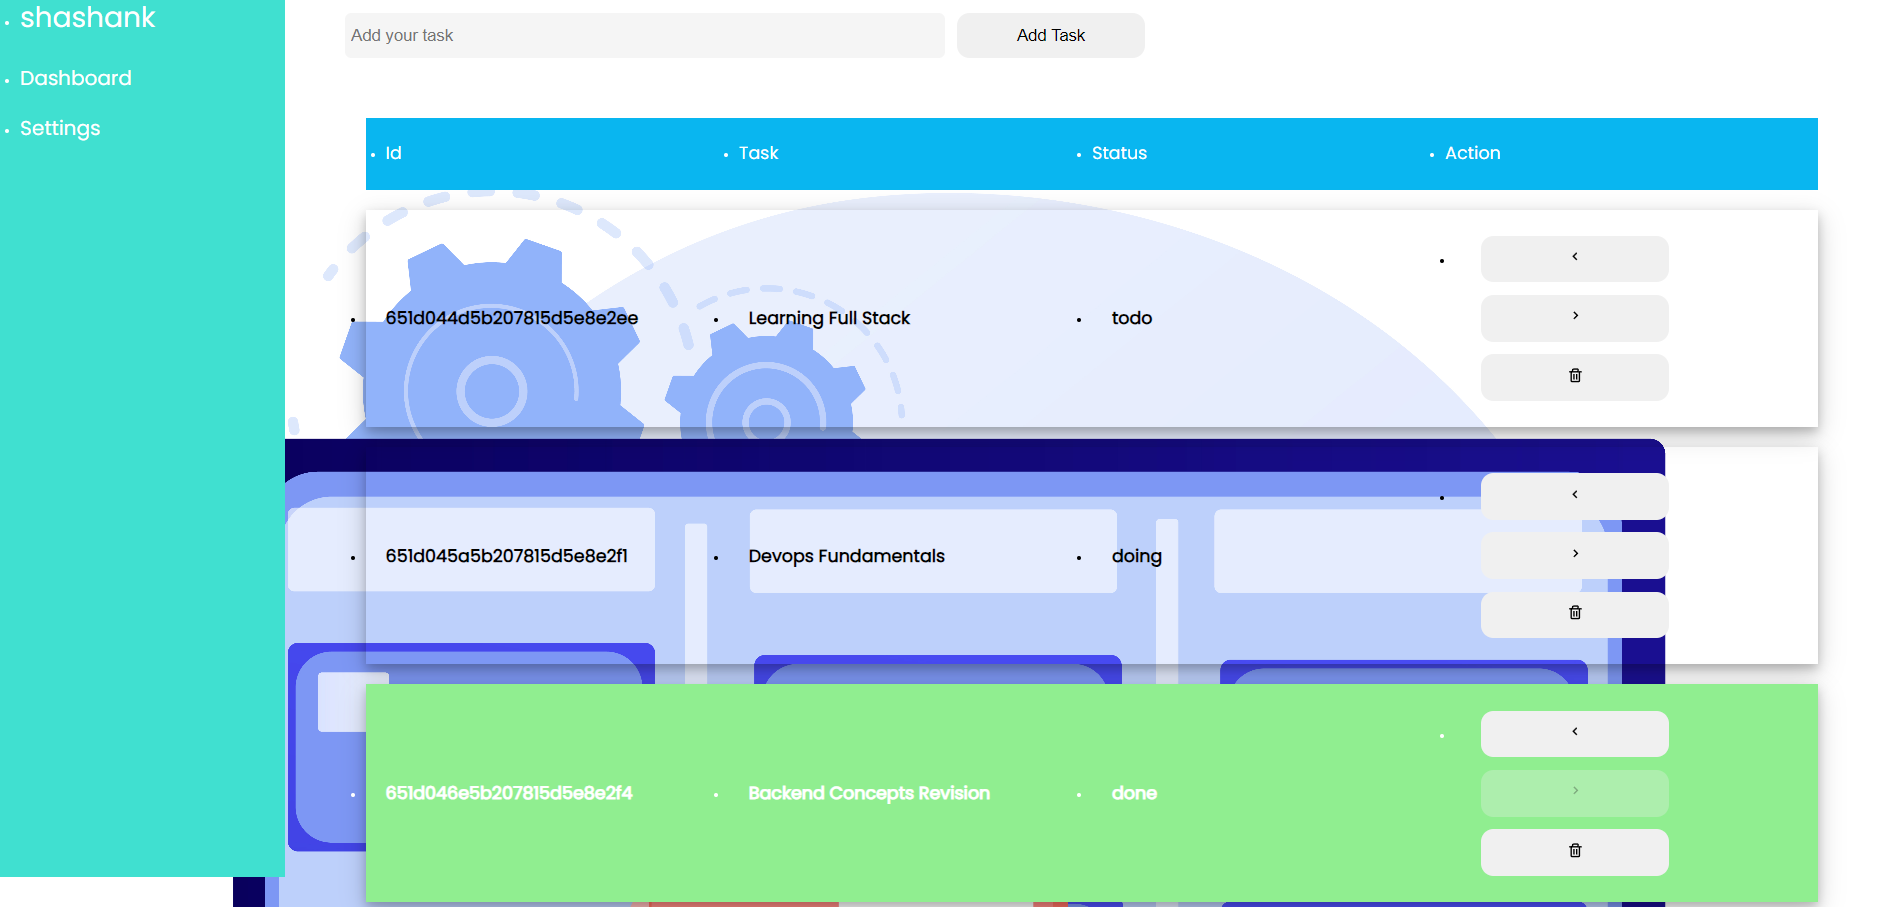 shashank
Dashboard
Settings
Add your task
Add Task
Id Task Status Action
651d044d5b207815d5e8e2ee Learning Full Stack todo
651d045a5b207815d5e8e2f1 Devops Fundamentals doing
651d046e5b207815d5e8e2f4 Backend Concepts Revision done